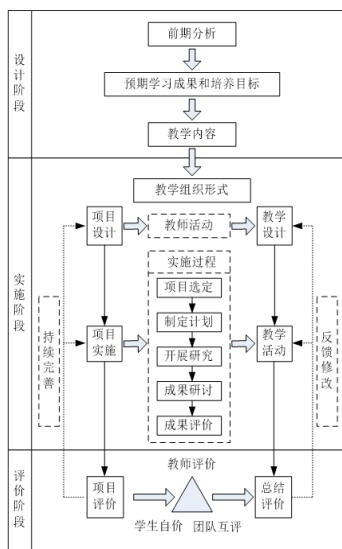 设计阶段
前期分析
预期学习成果和培养目标
教学内容
实施阶段
教学组织形式
项目
设计
教师活动
教学
设计
实施过程
项目选定
制定计划
开展研究
成果研讨
成果评价
持续完善
项目
实施
教学
活动
反馈修改
评价阶段
教师评价
项目
评价
总结
评价
学生自价
团队互评